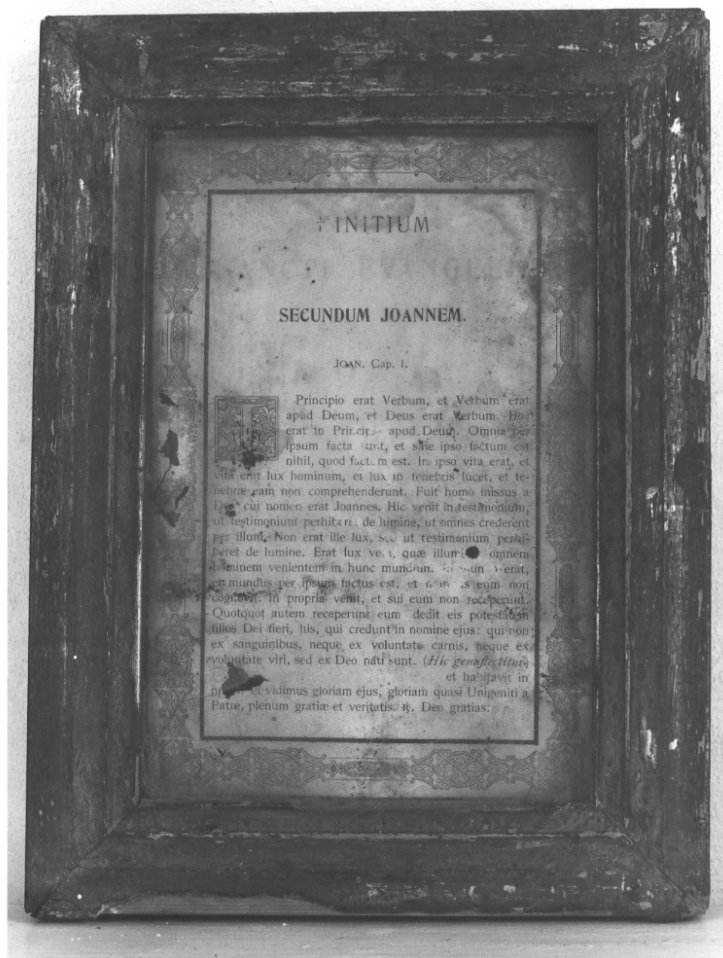 ✝ INITIUM
SANCTI EVANGELII
SECUNDUM JOANNEM.
JOAN. Cap. I.
I Principio erat Verbum, et Verbum erat
apud Deum, et Deus erat Verbum. Hoc
erat in apud Deum. Omnia per
ipsum facta sunt, et sine ipso factum est
nihil, quod factum est. In ipso vita erat, et
vita erat lux hominum, et lux in tenebris lucet, et te-
nebræ eam non comprehenderunt. Fuit homo missus a
cui nomen erat Joannes. Hic venit in testimonium,
ut testimonium perhiberet de lumine, ut omnes crederent
per illum. Non erat ille lux, sed ut testimonium perhi-
beret de lumine. Erat lux quæ omnem
hominem venientem in hunc mundum. erat,
et mundus per ipsum factus est, et eum non
cognovit. In propria venit, et sui eum non receperunt.
Quotquot autem receperunt eum dedit eis potestatem
filios Dei fieri, his, qui credunt in nomine ejus: qui non
ex sanguinibus, neque ex voluntate carnis, neque ex
voluntate viri, sed ex Deo nati sunt. (Hic genuflectitur)
et habitavit in
et vidimus gloriam ejus, gloriam quasi Unigeniti a
Patre, plenum gratiæ et veritatis. ℟. Deo gratias.